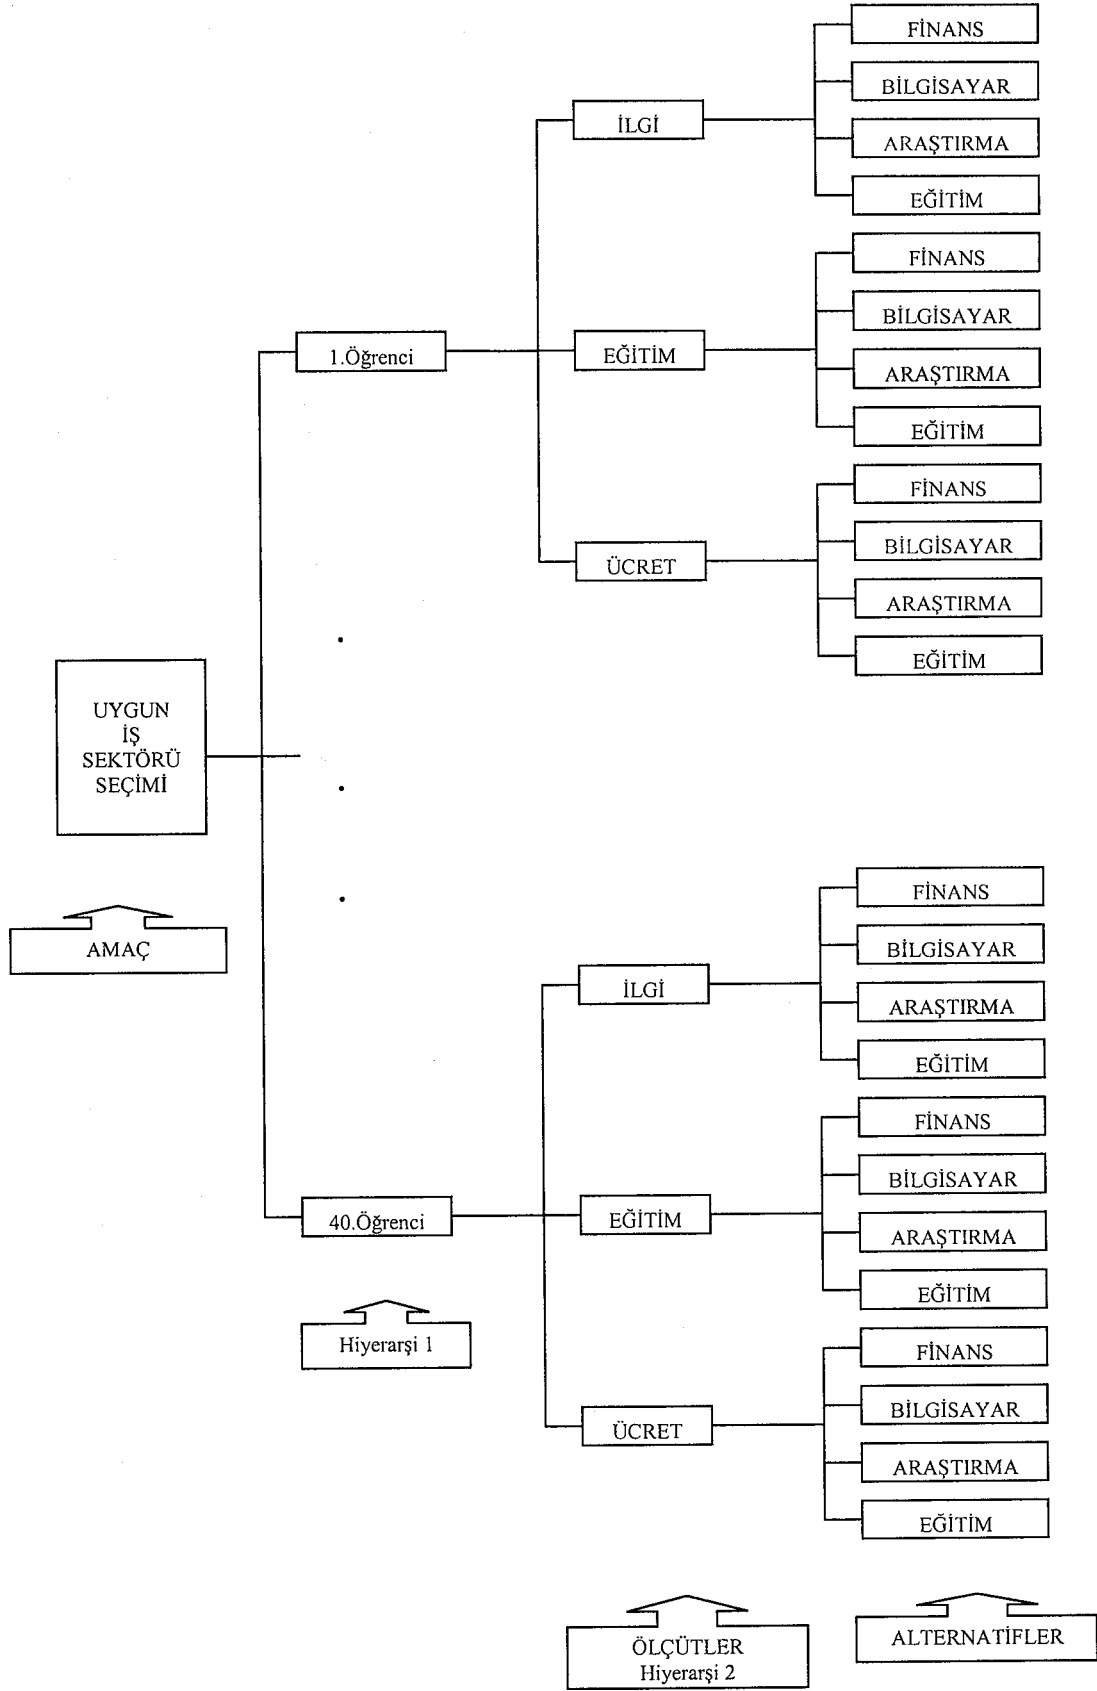 FİNANS
BİLGİSAYAR
İLGİ
ARAŞTIRMA
EĞİTİM
FİNANS
BİLGİSAYAR
1.Öğrenci
EĞİTİM
ARAŞTIRMA
EĞİTİM
FİNANS
BİLGİSAYAR
ÜCRET
ARAŞTIRMA
EĞİTİM
UYGUN
İŞ
SEKTÖRÜ
SEÇİMİ
AMAÇ
FİNANS
BİLGİSAYAR
İLGİ
ARAŞTIRMA
EĞİTİM
FİNANS
BİLGİSAYAR
40.Öğrenci
EĞİTİM
ARAŞTIRMA
EĞİTİM
Hiyerarşi 1
FİNANS
BİLGİSAYAR
ÜCRET
ARAŞTIRMA
EĞİTİM
ÖLÇÜTLER
Hiyerarşi 2
ALTERNATİFLER